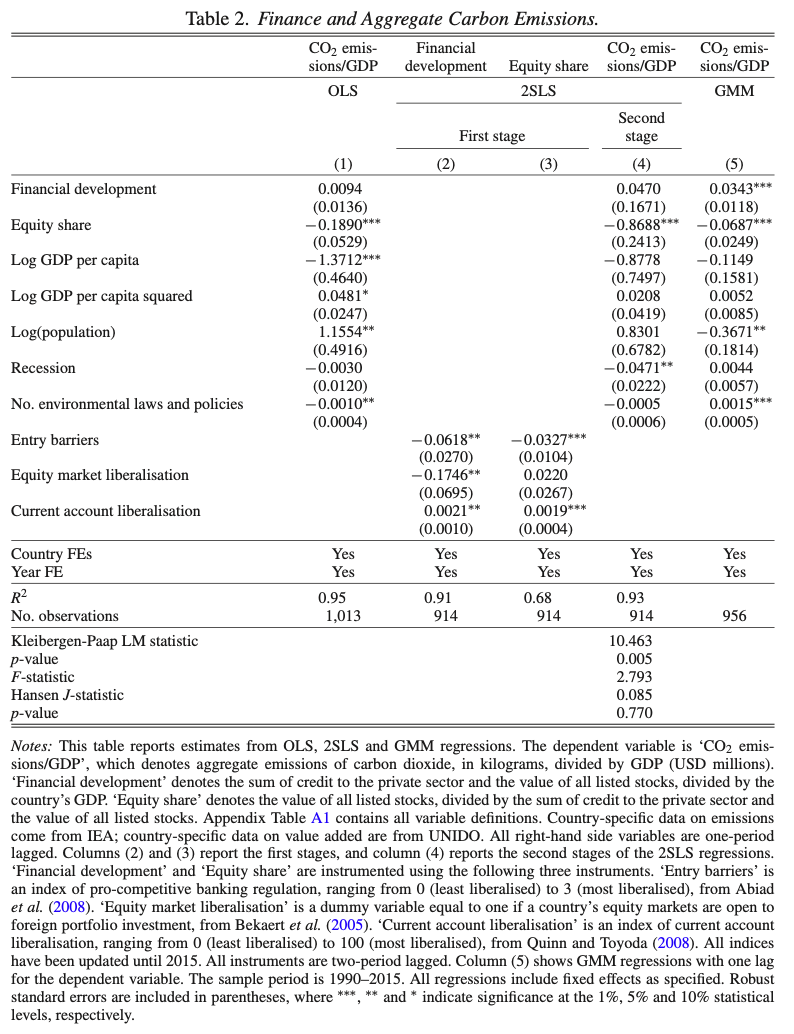 Table 2. Finance and Aggregate Carbon Emissions.
CO2 emis- Financial CO2 emis- CO2 emis-
sions/GDP development Equity share sions/GDP sions/GDP
OLS 2SLS GMM
Second
First stage stage
(1) (2) (3) (4) (5)
Financial development 0.0094 0.0470 0.0343***
(0.0136) (0.1671) (0.0118)
Equity share −0.1890*** −0.8688*** −0.0687***
(0.0529) (0.2413) (0.0249)
Log GDP per capita −1.3712*** −0.8778 −0.1149
(0.4640) (0.7497) (0.1581)
Log GDP per capita squared 0.0481* 0.0208 0.0052
(0.0247) (0.0419) (0.0085)
Log(population) 1.1554** 0.8301 −0.3671**
(0.4916) (0.6782) (0.1814)
Recession −0.0030 −0.0471** 0.0044
(0.0120) (0.0222) (0.0057)
No. environmental laws and policies −0.0010** −0.0005 0.0015***
(0.0004) (0.0006) (0.0005)
Entry barriers −0.0618** −0.0327***
(0.0270) (0.0104)
Equity market liberalisation −0.1746** 0.0220
(0.0695) (0.0267)
Current account liberalisation 0.0021** 0.0019***
(0.0010) (0.0004)
Country FEs Yes Yes Yes Yes Yes
Year FE Yes Yes Yes Yes Yes
R2 0.95 0.91 0.68 0.93
No. observations 1,013 914 914 914 956
Kleibergen-Paap LM statistic 10.463
p-value 0.005
F-statistic 2.793
Hansen J-statistic 0.085
p-value 0.770
Notes: This table reports estimates from OLS, 2SLS and GMM regressions. The dependent variable is ‘CO2 emis-
sions/GDP’, which denotes aggregate emissions of carbon dioxide, in kilograms, divided by GDP (USD millions).
‘Financial development’ denotes the sum of credit to the private sector and the value of all listed stocks, divided by the
country’s GDP. ‘Equity share’ denotes the value of all listed stocks, divided by the sum of credit to the private sector and
the value of all listed stocks. Appendix Table A1 contains all variable definitions. Country-specific data on emissions
come from IEA; country-specific data on value added are from UNIDO. All right-hand side variables are one-period
lagged. Columns (2) and (3) report the first stages, and column (4) reports the second stages of the 2SLS regressions.
‘Financial development’ and ‘Equity share’ are instrumented using the following three instruments. ‘Entry barriers’ is
an index of pro-competitive banking regulation, ranging from 0 (least liberalised) to 3 (most liberalised), from Abiad
et al. (2008). ‘Equity market liberalisation’ is a dummy variable equal to one if a country’s equity markets are open to
foreign portfolio investment, from Bekaert et al. (2005). ‘Current account liberalisation’ is an index of current account
liberalisation, ranging from 0 (least liberalised) to 100 (most liberalised), from Quinn and Toyoda (2008). All indices
have been updated until 2015. All instruments are two-period lagged. Column (5) shows GMM regressions with one lag
for the dependent variable. The sample period is 1990–2015. All regressions include fixed effects as specified. Robust
standard errors are included in parentheses, where ***, ** and * indicate significance at the 1%, 5% and 10% statistical
levels, respectively.